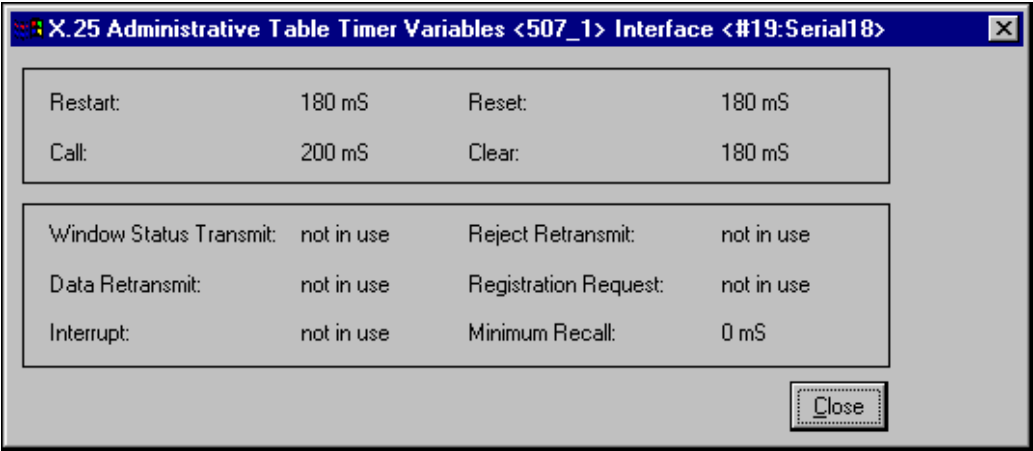 X.25 Administrative Table Timer Variables <507_1> Interface <#19:Serial18>
Restart: 180 mS Reset: 180 mS
Call: 200 mS Clear: 180 mS
Window Status Transmit: not in use Reject Retransmit: not in use
Data Retransmit: not in use Registration Request: not in use
Interrupt: not in use Minimum Recall: 0 mS
Close